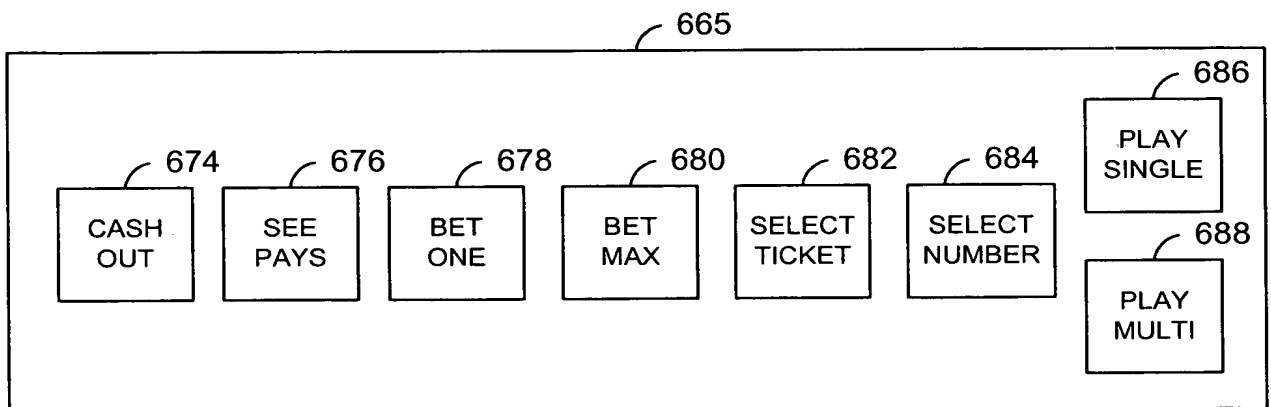 665
686
PLAY
SINGLE
674
676
678
680
682
684
CASH
OUT
SEE
PAYS
BET
ONE
BET
MAX
SELECT
TICKET
SELECT
NUMBER
688
PLAY
MULTI